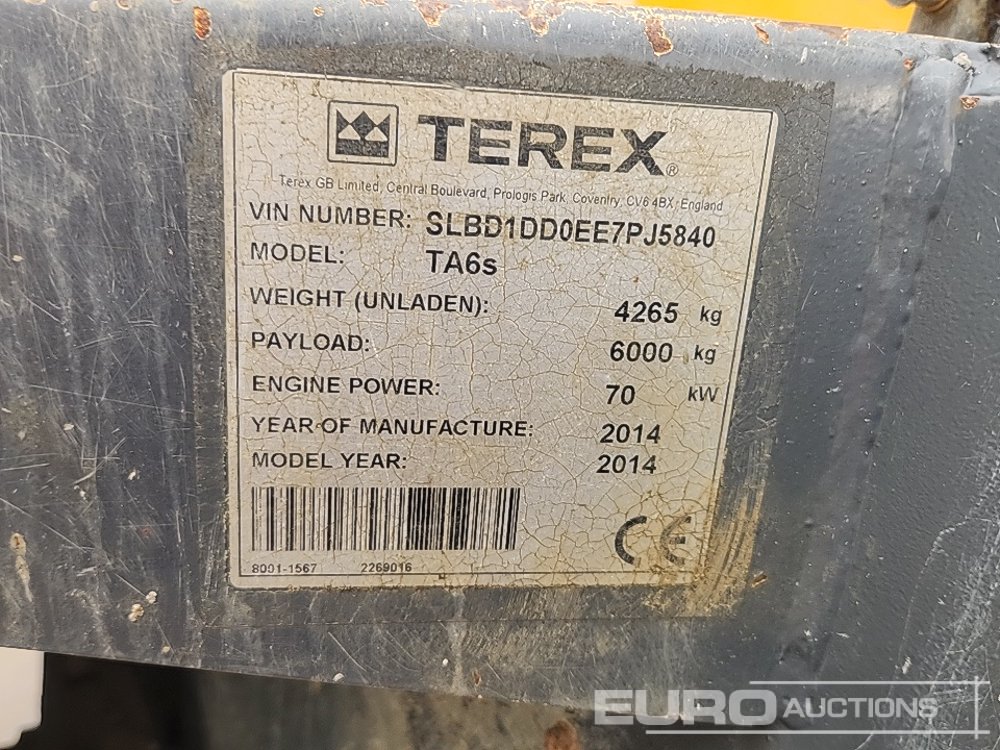 TEREX®
Terex GB Limited, Central Boulevard, Prologis Park, Coventry, CV6 4BX, England
VIN NUMBER: SLBD1DD0EE7PJ5840
MODEL: TA6s
WEIGHT (UNLADEN): 4265 kg
PAYLOAD: 6000 kg
ENGINE POWER: 70 kW
YEAR OF MANUFACTURE: 2014
MODEL YEAR: 2014
CE
8001-1567 2269016
EURO AUCTIONS